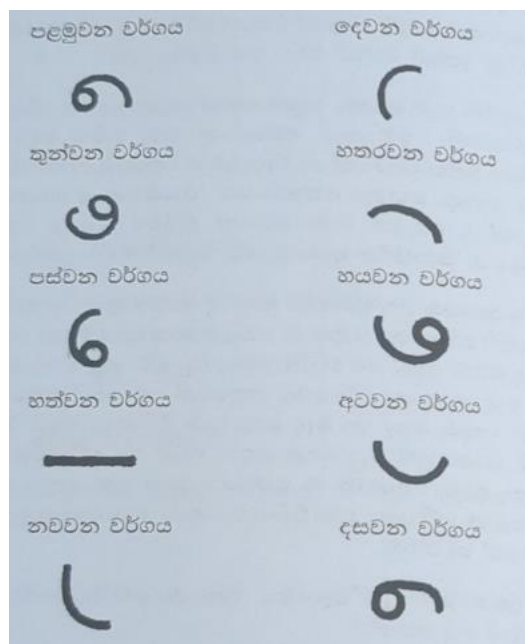 පළමුවන වර්ගය
දෙවන වර්ගය
තුන්වන වර්ගය
හතරවන වර්ගය
පස්වන වර්ගය
හයවන වර්ගය
හත්වන වර්ගය
අටවන වර්ගය
නවවන වර්ගය
දසවන වර්ගය